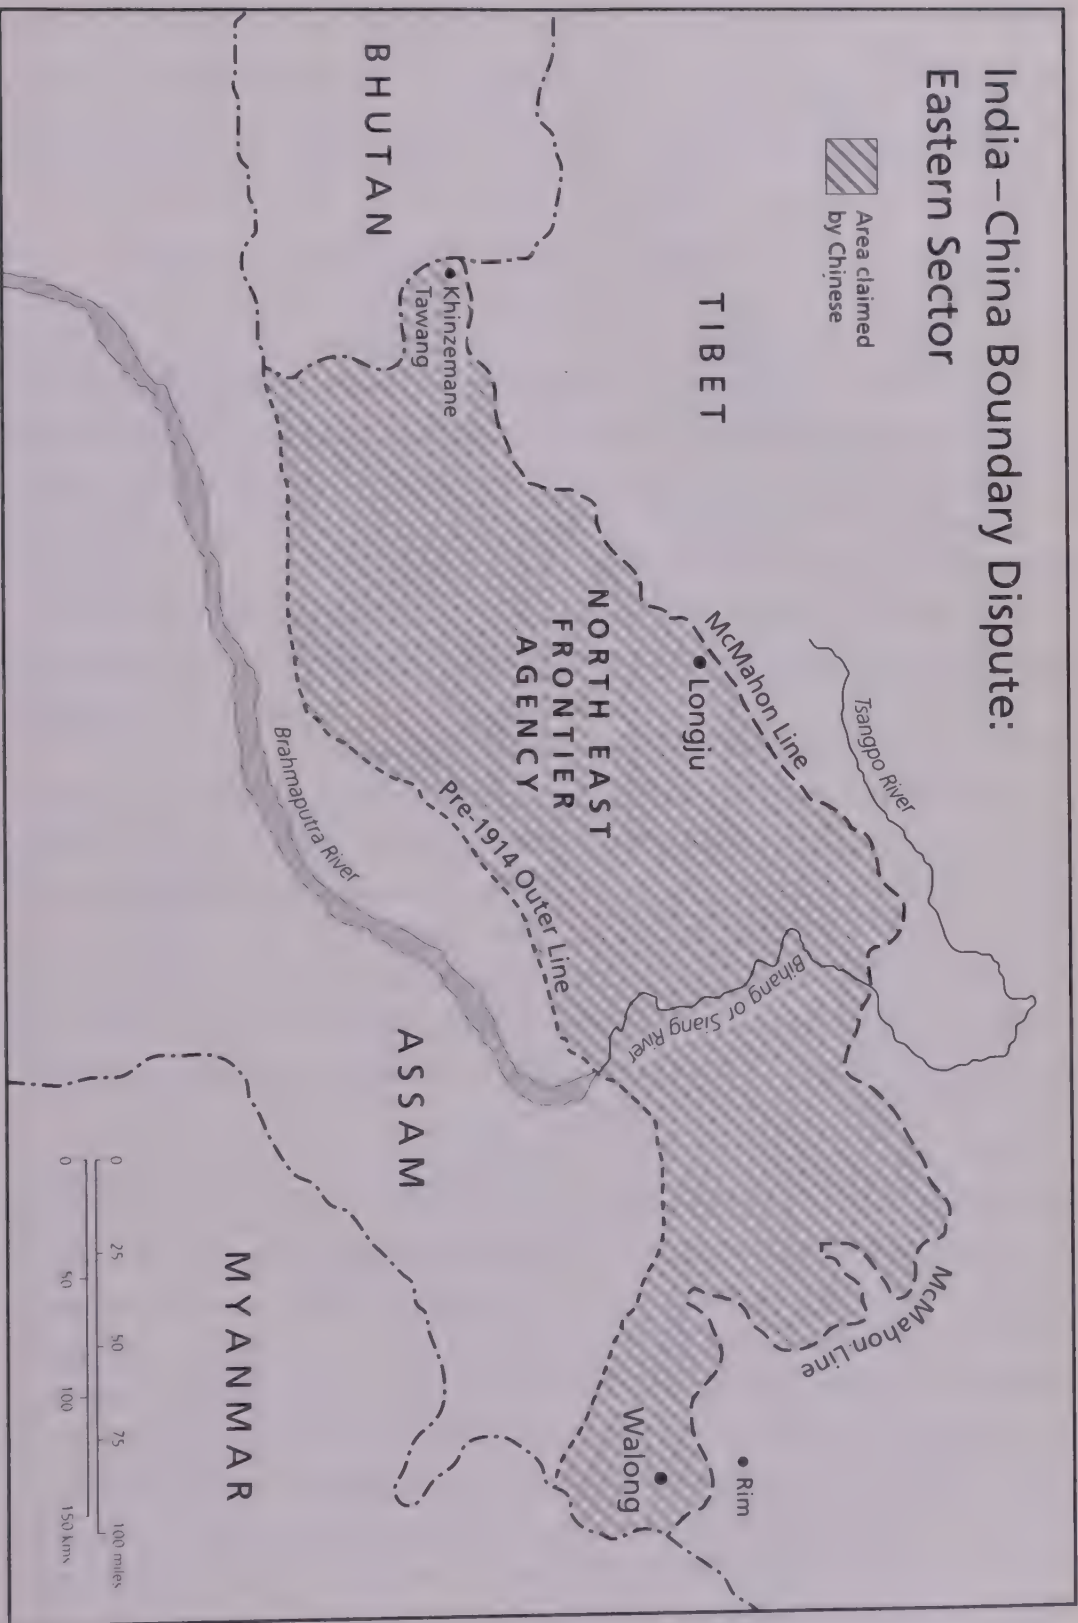 India–China Boundary Dispute:
Eastern Sector
Area claimed
by Chinese
TIBET
Tsangpo River
McMahon Line
McMahon Line
Rim
Longju
Walong
BHUTAN
Khinzemane
Tawang
NORTH EAST
FRONTIER
AGENCY
Bihang or Siang River
Pre-1914 Outer Line
Brahmaputra River
ASSAM
MYANMAR
0 25 50 75 100 miles
0 50 100 150 kms